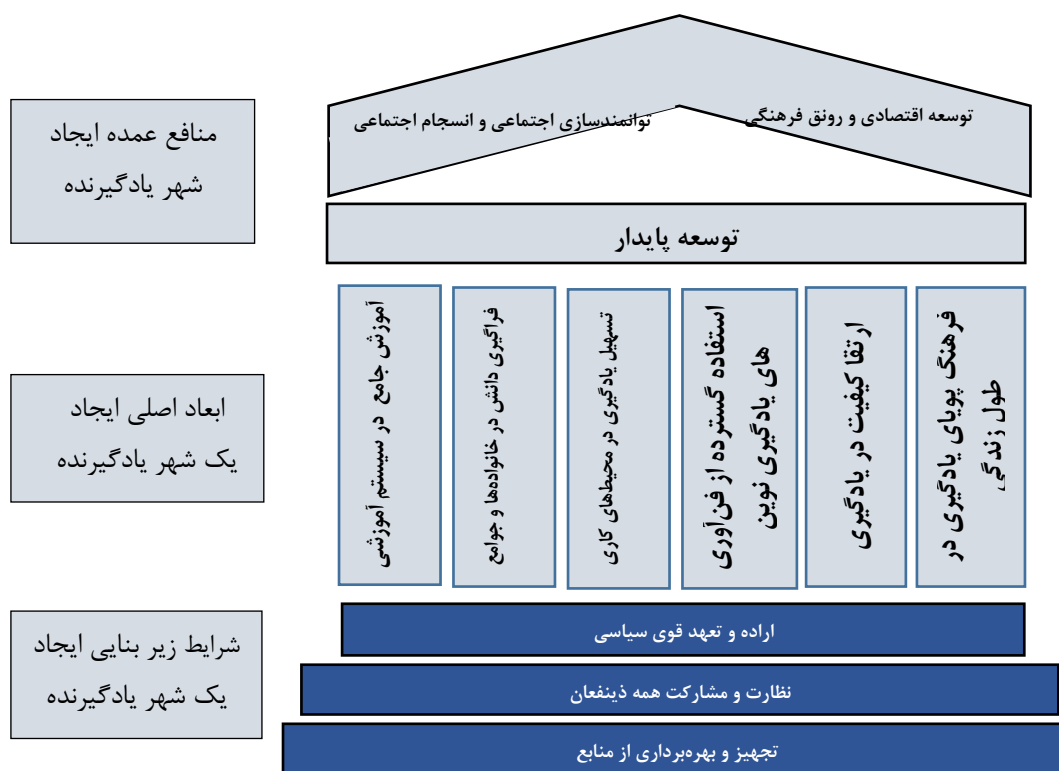 منافع عمده ایجاد
شهر یادگیرنده
توسعه اقتصادی و رونق فرهنگی
توانمندسازی اجتماعی و انسجام اجتماعی
توسعه پایدار
ابعاد اصلی ایجاد
یک شهر یادگیرنده
فرهنگ پویای یادگیری در
طول زندگی
ارتقا کیفیت در یادگیری
استفاده گسترده از فن‌آوری
های یادگیری نوین
تسهیل یادگیری در محیط‌های کاری
فراگیری دانش در خانواده‌ها و جوامع
آموزش جامع در سیستم آموزشی
شرایط زیر بنایی ایجاد
یک شهر یادگیرنده
اراده و تعهد قوی سیاسی
نظارت و مشارکت همه ذینفعان
تجهیز و بهره‌برداری از منابع